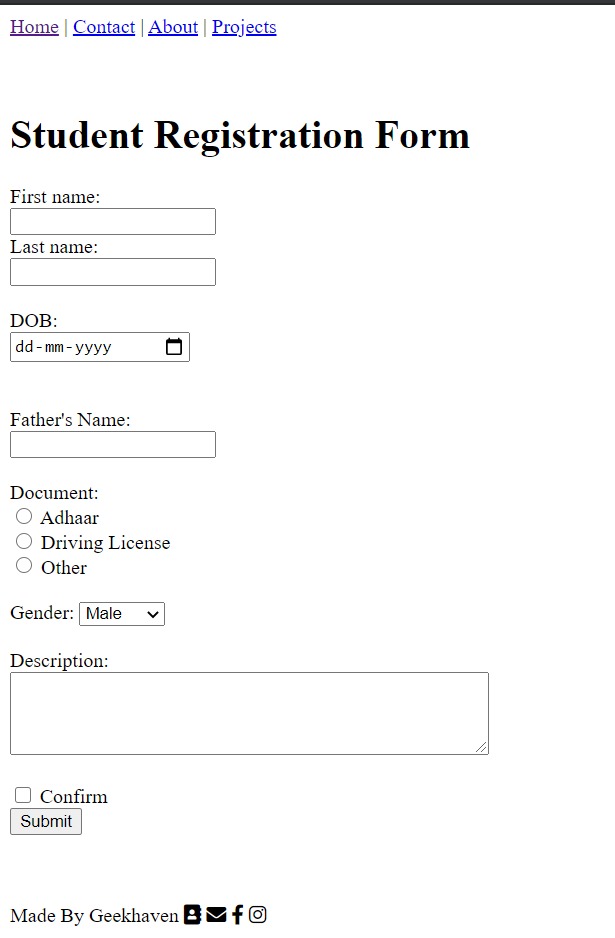 Home | Contact | About | Projects
Student Registration Form
First name:
Last name:
DOB:
dd-mm-yyyy
Father's Name:
Document:
Adhaar
Driving License
Other
Gender: Male
Description:
Confirm
Submit
Made By Geekhaven